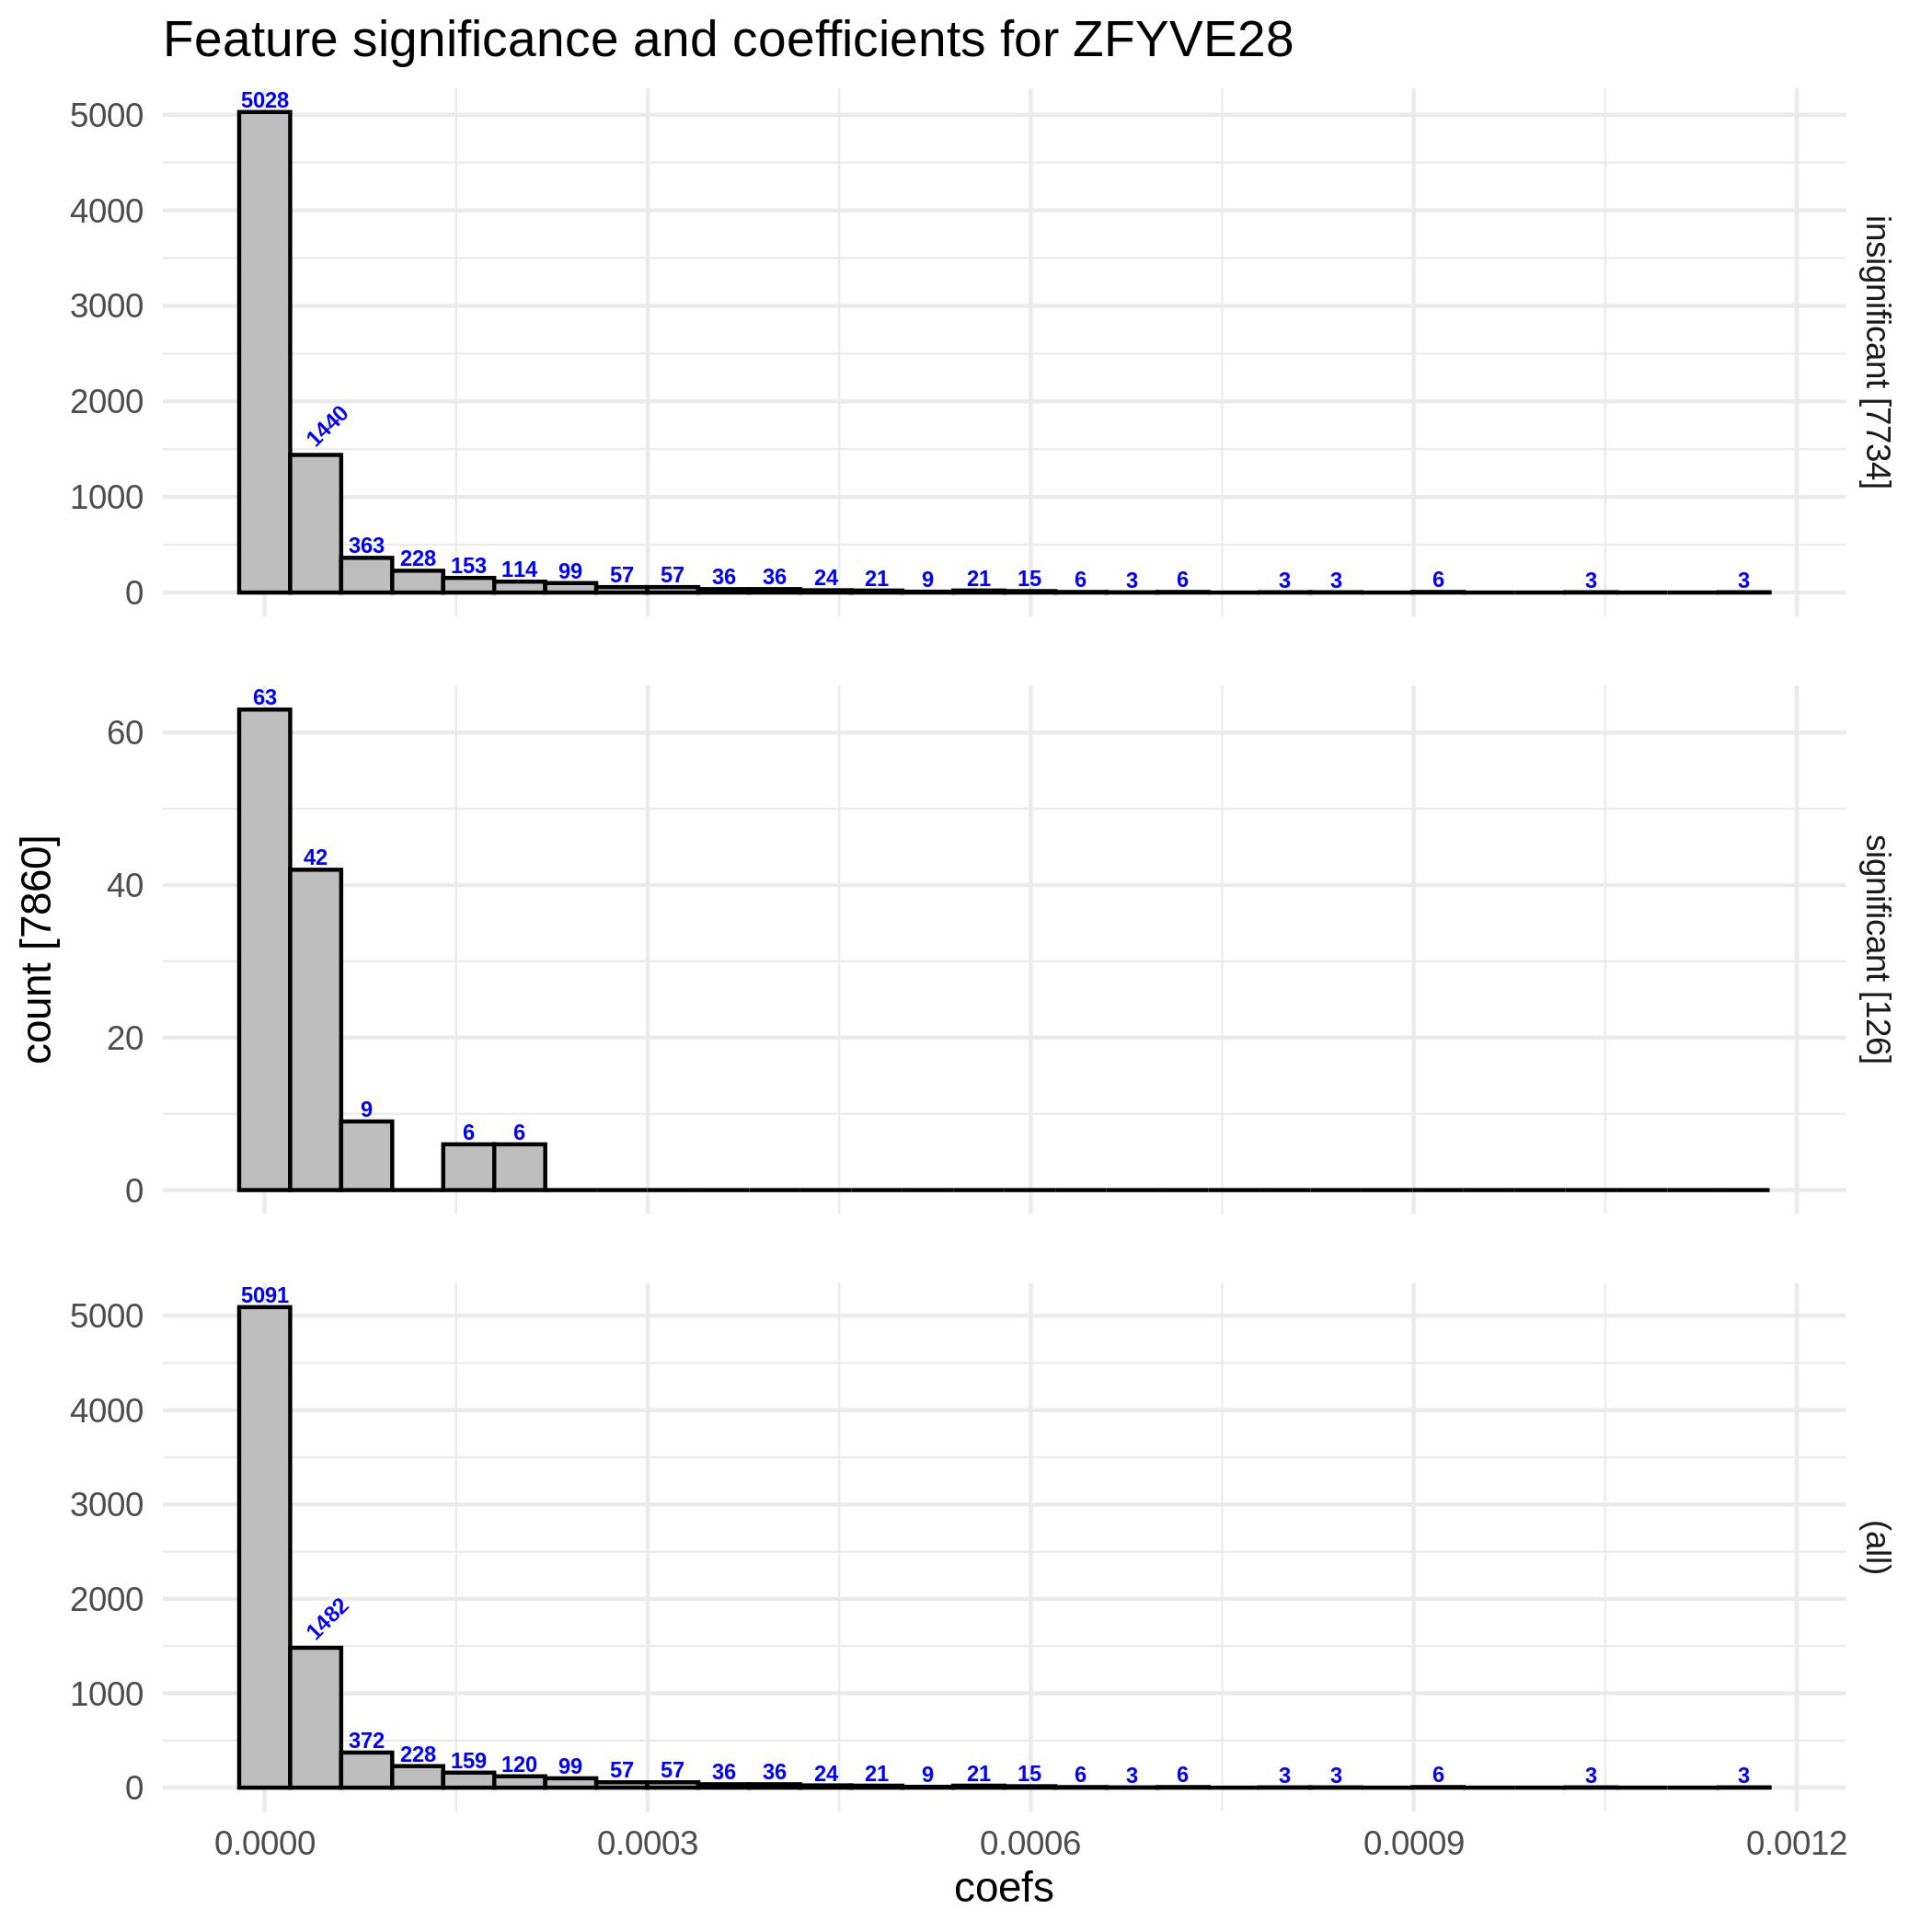 Feature significance and coefficients for ZFYVE28
5028
1440
363 228 153 114 99 57 57 36 36 24 21 9 21 15 6 3 6 3 3 6 3 3
5000
4000
3000
2000
1000
0
insignificant [7734]
63
42
9
6 6
60
40
20
0
significant [126]
count [7860]
5091
1482
372 228 159 120 99 57 57 36 36 24 21 9 21 15 6 3 6 3 3 6 3 3
5000
4000
3000
2000
1000
0
(all)
0.0000 0.0003 0.0006 0.0009 0.0012
coefs